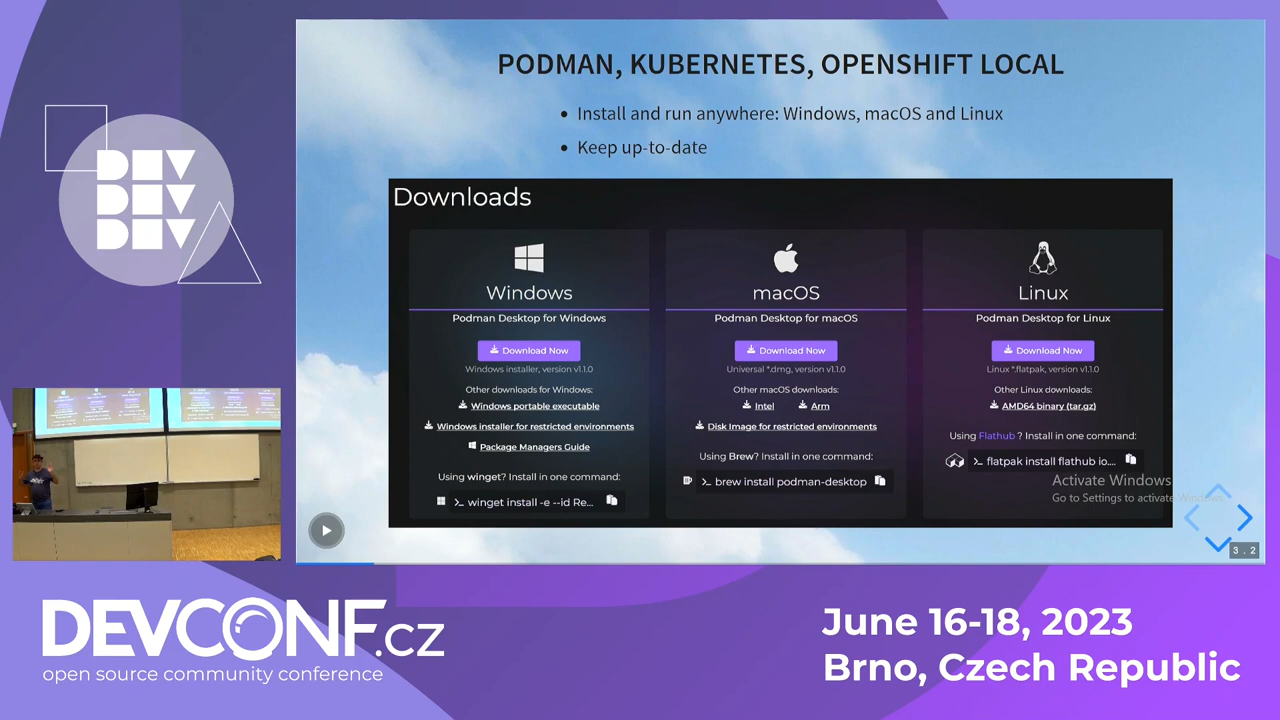 PODMAN, KUBERNETES, OPENSHIFT LOCAL
• Install and run anywhere: Windows, macOS and Linux
• Keep up-to-date
Downloads
Windows
Podman Desktop for Windows
Download Now
Windows installer, version v1.1.0
Other downloads for Windows:
Windows portable executable
Windows installer for restricted environments
Package Managers Guide
Using winget? Install in one command:
winget install -e --id Re...
macOS
Podman Desktop for macOS
Download Now
Universal *.dmg, version v1.1.0
Other macOS downloads:
Intel Arm
Disk Image for restricted environments
Using Brew? Install in one command:
brew install podman-desktop
Linux
Podman Desktop for Linux
Download Now
Linux *.flatpak, version v1.1.0
Other Linux downloads:
AMD64 binary (tar.gz)
Using Flathub ? Install in one command:
flatpak install flathub io....
Activate Windows
Go to Settings to activate Windows.
3 . 2
DEV
DEV
DEV
DEVCONF.cz
open source community conference
June 16-18, 2023
Brno, Czech Republic